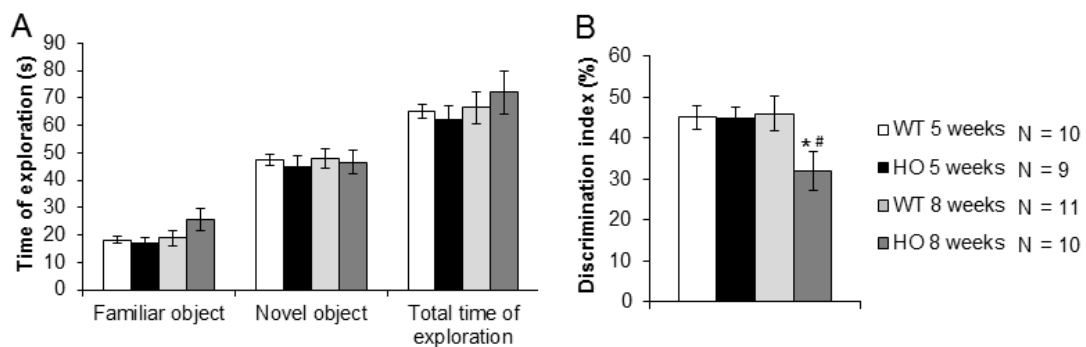 A
Time of exploration (s)
90
80
70
60
50
40
30
20
10
0
Familiar object
Novel object
Total time of
exploration
B
Discrimination index (%)
60
50
40
30
20
10
0
* #
WT 5 weeks N = 10
HO 5 weeks N = 9
WT 8 weeks N = 11
HO 8 weeks N = 10